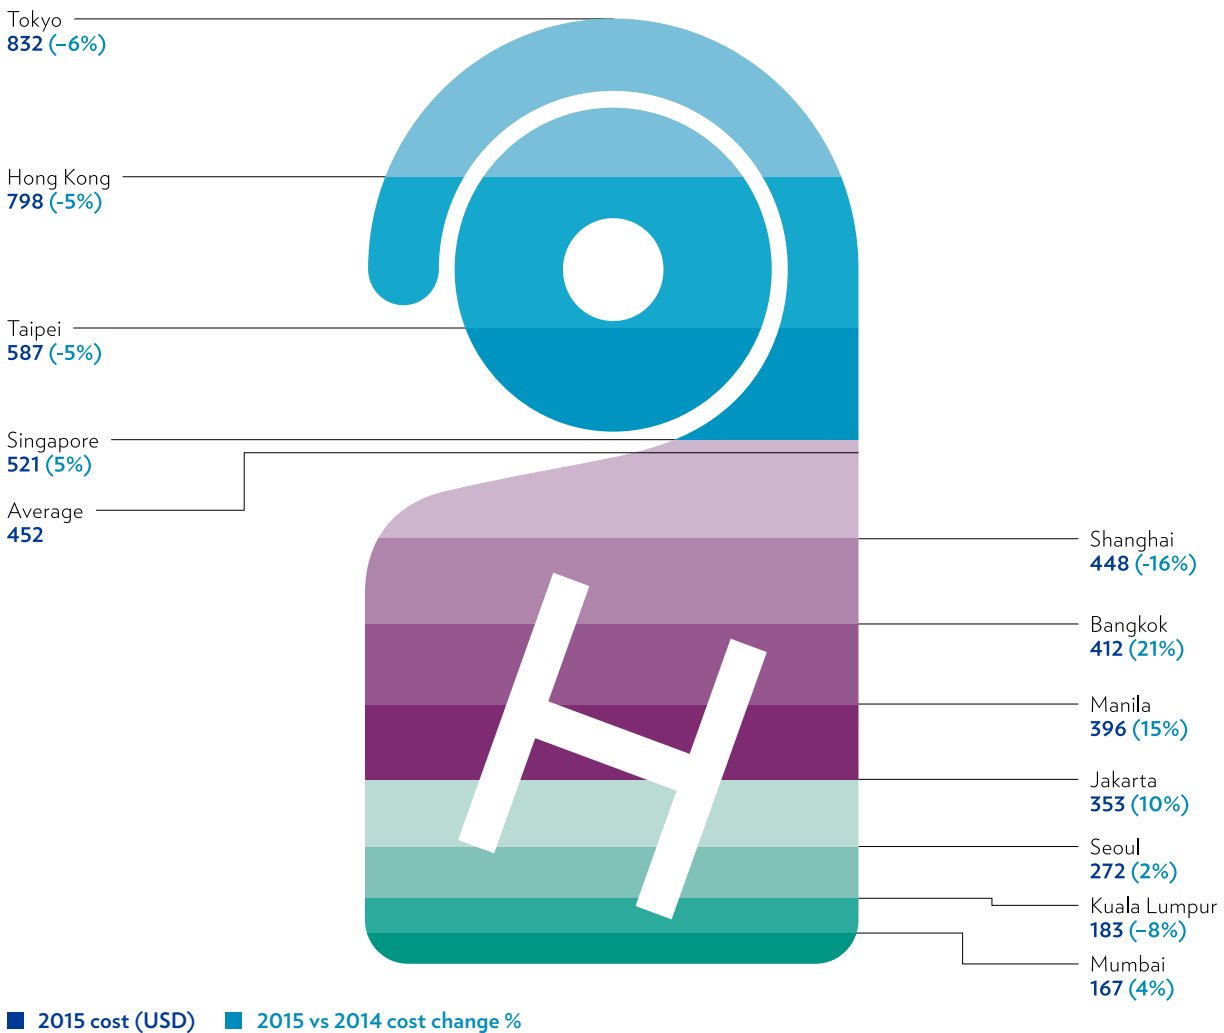 Tokyo
832 (–6%)
Hong Kong
798 (-5%)
Taipei
587 (-5%)
Singapore
521 (5%)
Average
452
Shanghai
448 (-16%)
Bangkok
412 (21%)
Manila
396 (15%)
Jakarta
353 (10%)
Seoul
272 (2%)
Kuala Lumpur
183 (–8%)
Mumbai
167 (4%)
H
2015 cost (USD) 2015 vs 2014 cost change %